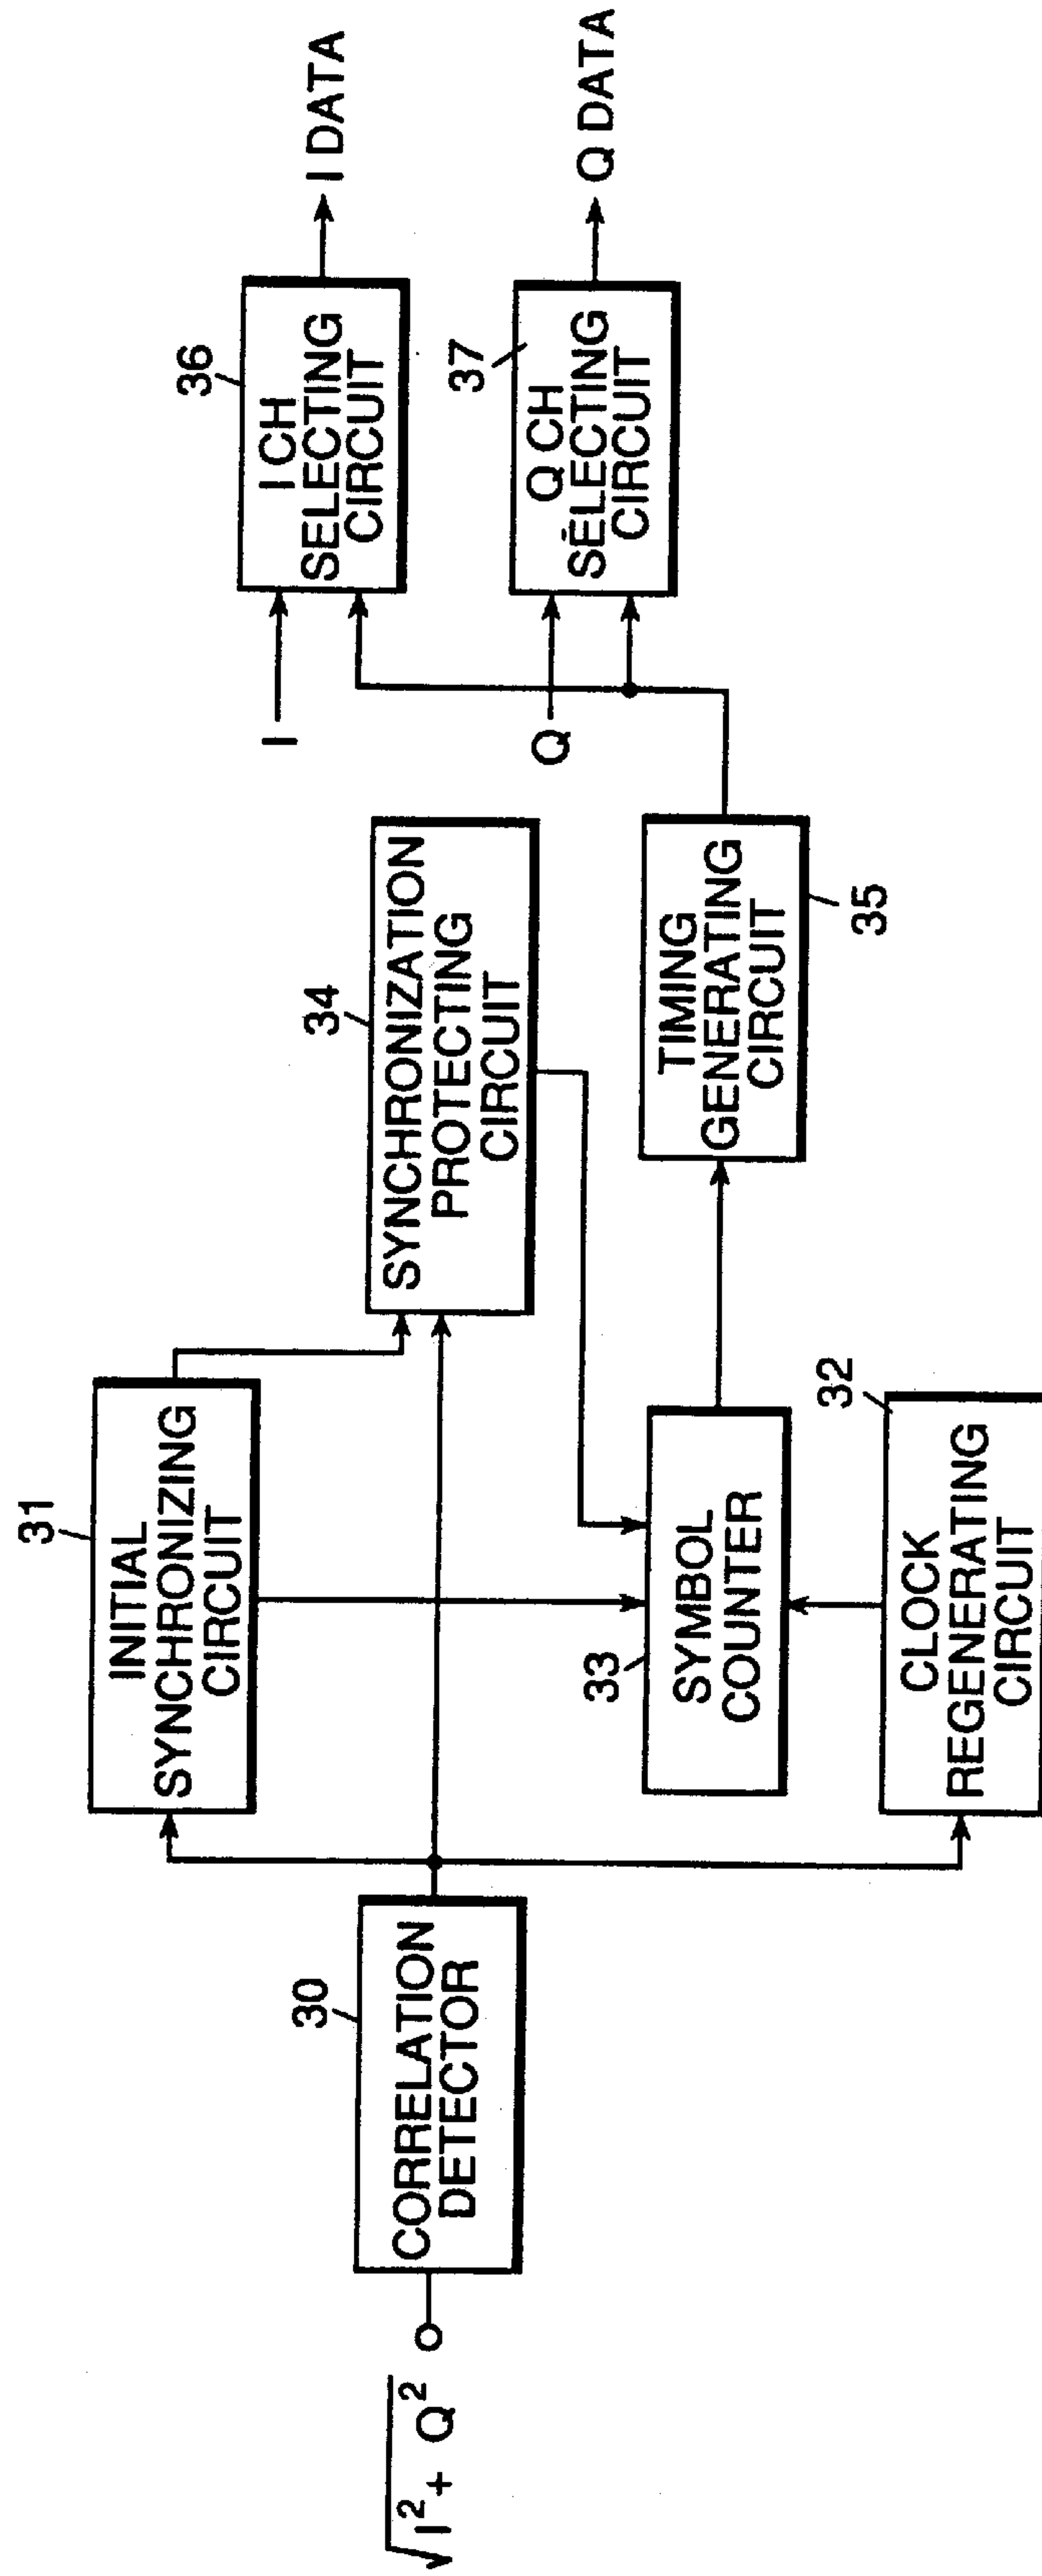 √I² + Q²
30
CORRELATION
DETECTOR
31
INITIAL
SYNCHRONIZING
CIRCUIT
32
CLOCK
REGENERATING
CIRCUIT
33
SYMBOL
COUNTER
34
SYNCHRONIZATION
PROTECTING
CIRCUIT
TIMING
GENERATING
CIRCUIT
35
I
Q
36
I CH
SELECTING
CIRCUIT
37
Q CH
SELECTING
CIRCUIT
I DATA
Q DATA